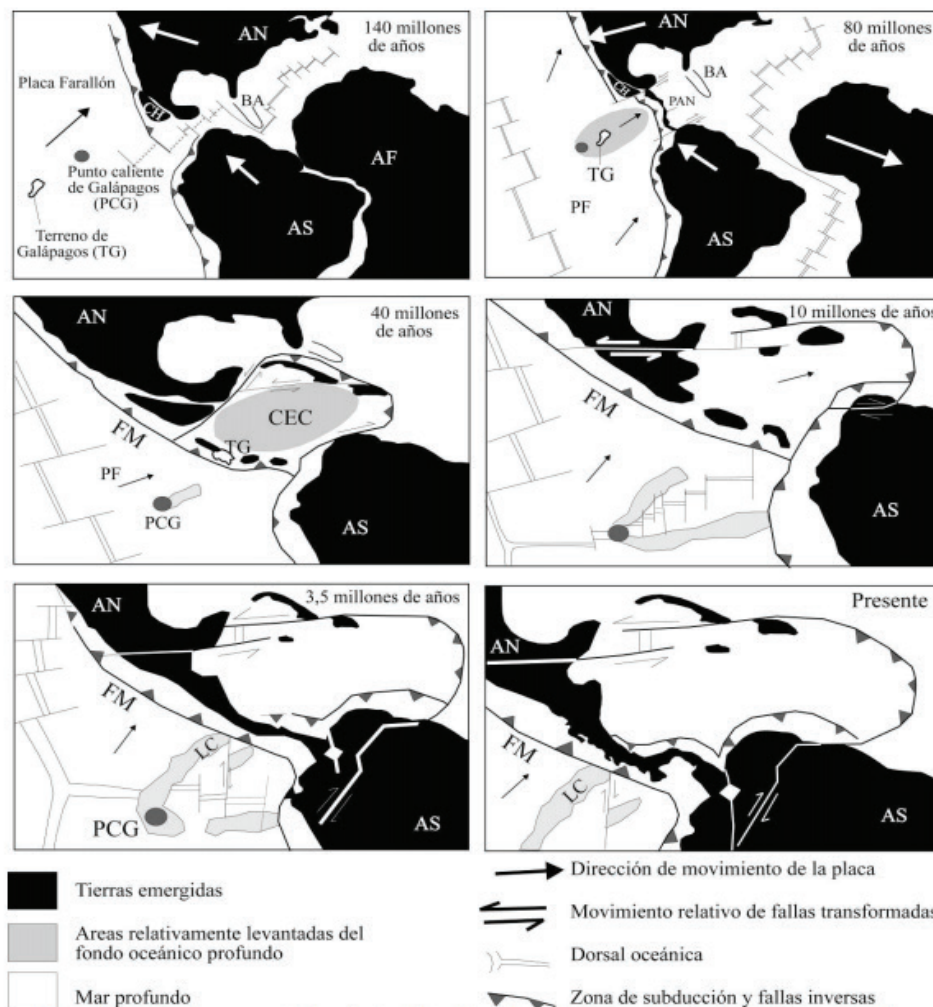 AN
140 millones
de años
Placa Farallón
CH
BA
AF
Punto caliente
de Galápagos
(PCG)
AS
Terreno de
Galápagos (TG)
AN
80 millones
de años
BA
CH
PAN
TG
PF
AS
AN
40 millones
de años
CEC
FM
TG
PF
PCG
AS
AN
10 millones
de años
FM
AS
3,5 millones de años
AN
FM
LC
PCG
AS
Presente
AN
FM
LC
AS
Tierras emergidas
Areas relativamente levantadas del
fondo oceánico profundo
Mar profundo
Dirección de movimiento de la placa
Movimiento relativo de fallas transformadas
Dorsal oceánica
Zona de subducción y fallas inversas